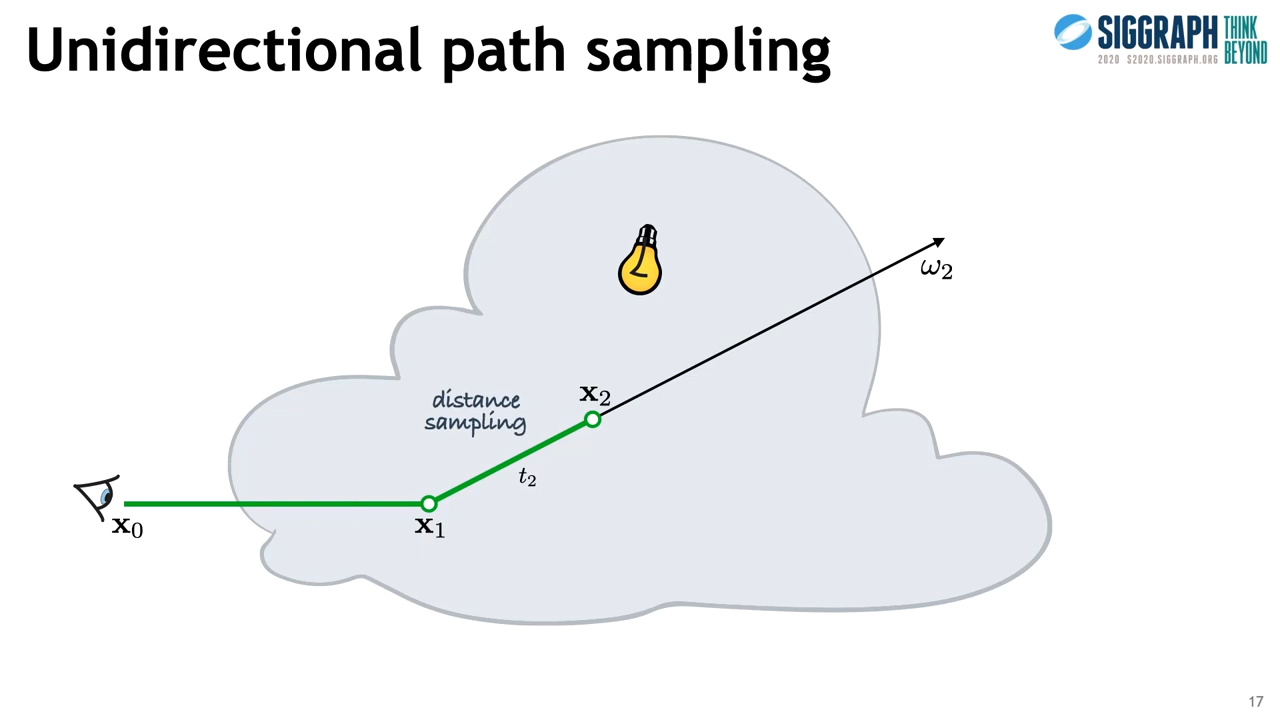 Unidirectional path sampling
SIGGRAPH THINK BEYOND
2020 S2020.SIGGRAPH.ORG
ω₂
x₂
distance
sampling
t₂
x₀
x₁
17